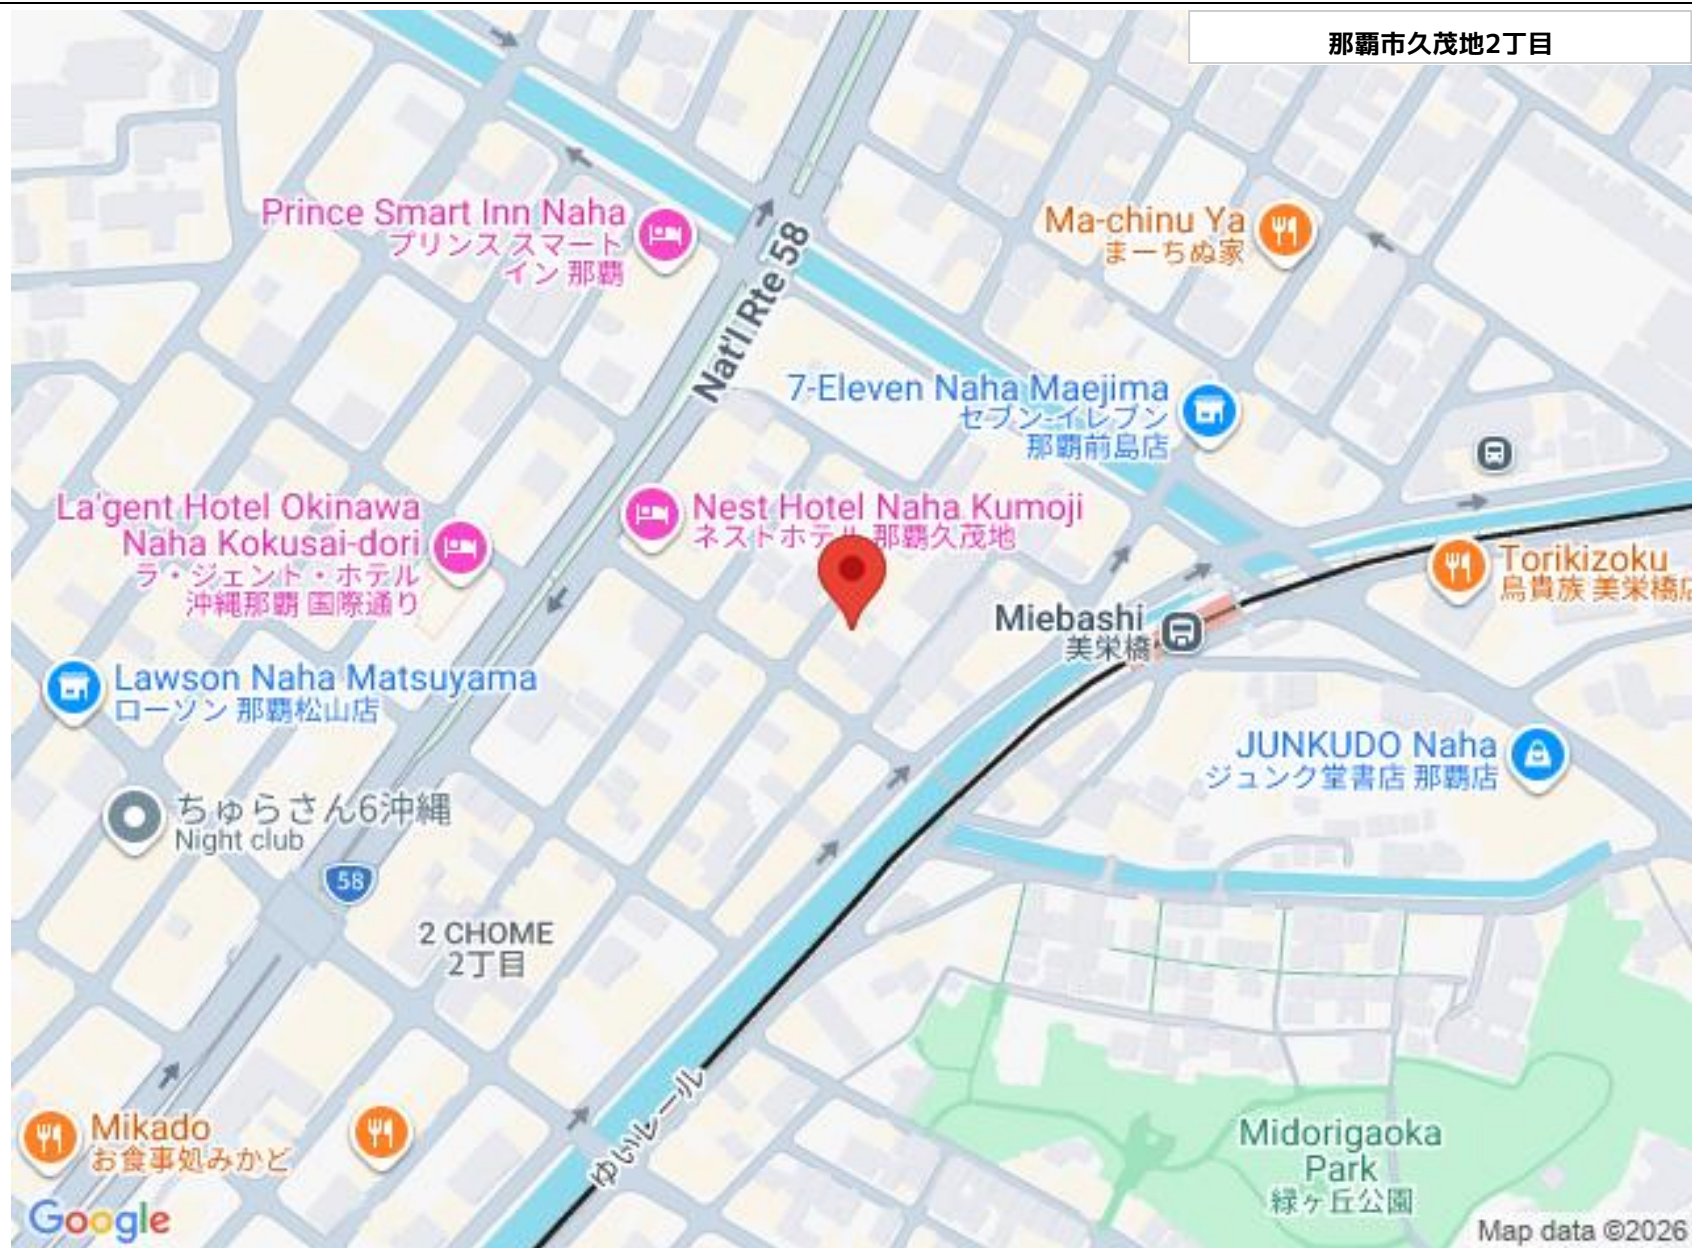 那覇市久茂地2丁目
Prince Smart Inn Naha
プリンス スマート
イン 那覇
Nat'l Rte 58
Ma-chinu Ya
まーちぬ家
7-Eleven Naha Maejima
セブン-イレブン
那覇前島店
La'gent Hotel Okinawa
Naha Kokusai-dori
ラ・ジェント・ホテル
沖縄那覇 国際通り
Nest Hotel Naha Kumoji
ネストホテル 那覇久茂地
Torikizoku
鳥貴族 美栄橋店
Miebashi
美栄橋
Lawson Naha Matsuyama
ローソン 那覇松山店
JUNKUDO Naha
ジュンク堂書店 那覇店
ちゅらさん6沖縄
Night club
58
2 CHOME
2丁目
ゆいレール
Mikado
お食事処みかど
Midorigaoka
Park
緑ヶ丘公園
Google
Map data ©2026